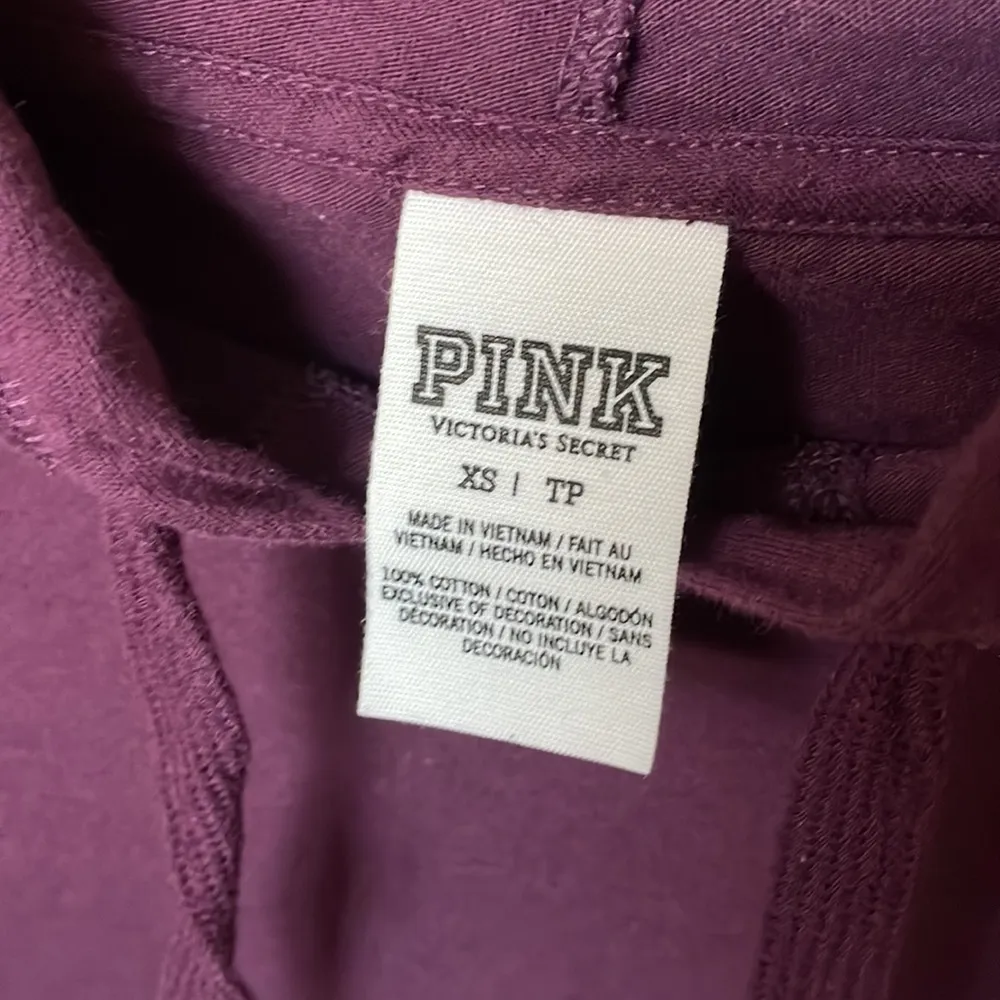 PINK
VICTORIA'S SECRET
XS | TP
MADE IN VIETNAM / FAIT AU
VIETNAM / HECHO EN VIETNAM
100% COTTON / COTON / ALGODÓN
EXCLUSIVE OF DECORATION / SANS
DÉCORATION / NO INCLUYE LA
DECORACIÓN